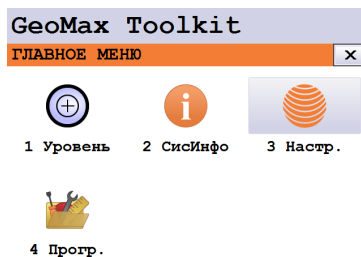 GeoMax Toolkit
ГЛАВНОЕ МЕНЮ x
1 Уровень 2 СисИнфо 3 Настр.
4 Прогр.